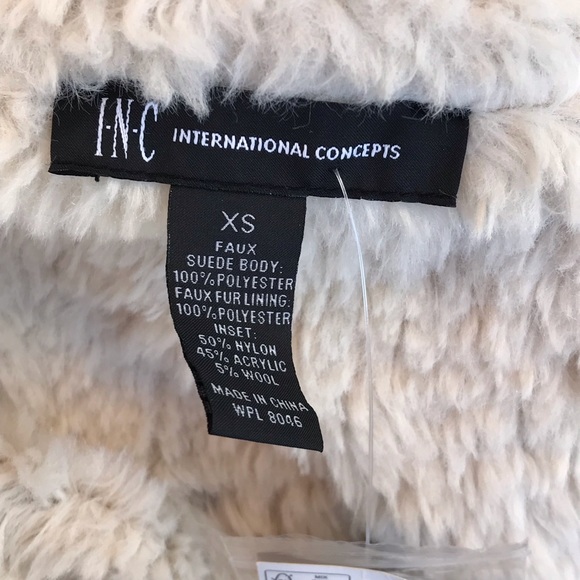 I·N·C INTERNATIONAL CONCEPTS
XS
FAUX
SUEDE BODY:
100% POLYESTER
FAUX FUR LINING:
100% POLYESTER
INSET:
50% NYLON
45% ACRYLIC
5% WOOL
MADE IN CHINA
WPL 8046